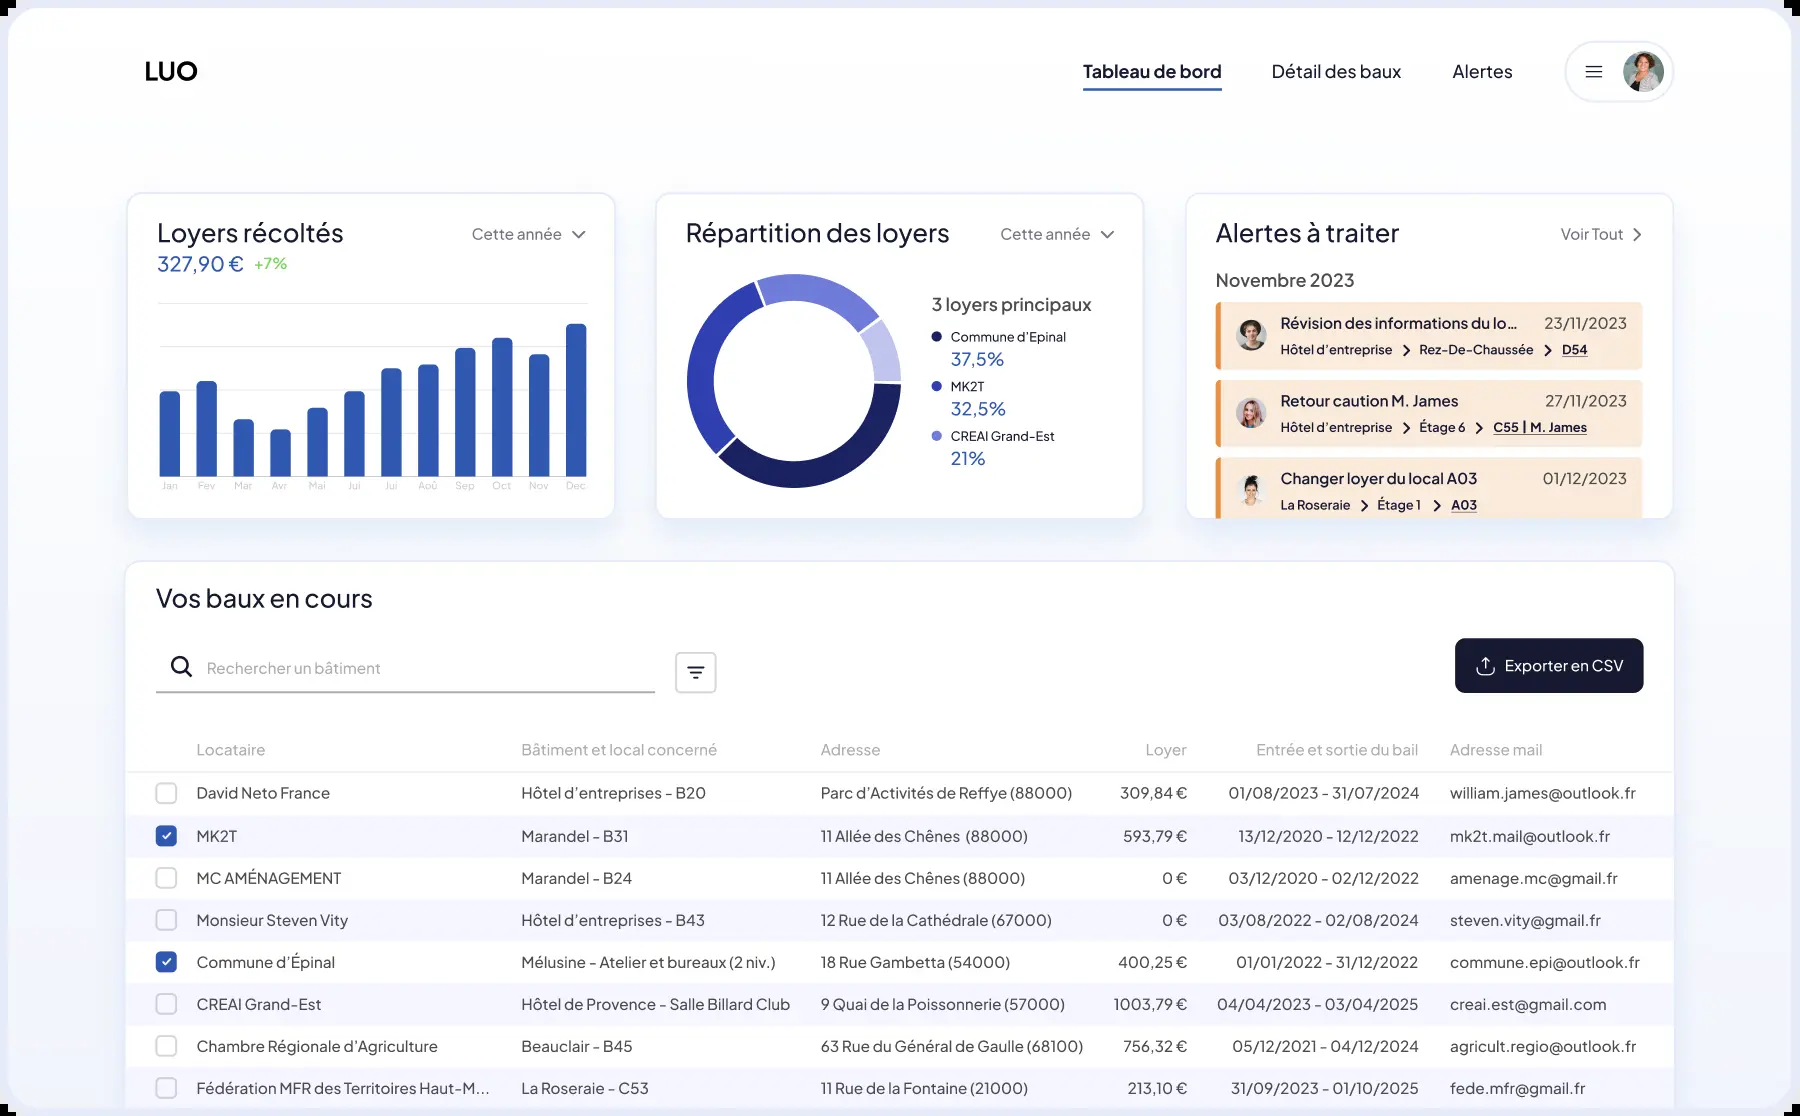 LUO
Tableau de bord
Détail des baux
Alertes
Loyers récoltés
Cette année
327,90 € +7%
Jan Fev Mar Avr Mai Jui Jui Aoû Sep Oct Nov Dec
Répartition des loyers
Cette année
3 loyers principaux
Commune d’Epinal
37,5%
MK2T
32,5%
CREAI Grand-Est
21%
Alertes à traiter
Voir Tout
Novembre 2023
Révision des informations du lo... 23/11/2023
Hôtel d’entreprise > Rez-De-Chaussée > D54
Retour caution M. James 27/11/2023
Hôtel d’entreprise > Étage 6 > C55 | M. James
Changer loyer du local A03 01/12/2023
La Roseraie > Étage 1 > A03
Vos baux en cours
Rechercher un bâtiment
Exporter en CSV
Locataire Bâtiment et local concerné Adresse Loyer Entrée et sortie du bail Adresse mail
David Neto France Hôtel d’entreprises - B20 Parc d’Activités de Reffye (88000) 309,84 € 01/08/2023 - 31/07/2024 william.james@outlook.fr
MK2T Marandel - B31 11 Allée des Chênes (88000) 593,79 € 13/12/2020 - 12/12/2022 mk2t.mail@outlook.fr
MC AMÉNAGEMENT Marandel - B24 11 Allée des Chênes (88000) 0 € 03/12/2020 - 02/12/2022 amenage.mc@gmail.fr
Monsieur Steven Vity Hôtel d’entreprises - B43 12 Rue de la Cathédrale (67000) 0 € 03/08/2022 - 02/08/2024 steven.vity@gmail.fr
Commune d’Épinal Mélusine - Atelier et bureaux (2 niv.) 18 Rue Gambetta (54000) 400,25 € 01/01/2022 - 31/12/2022 commune.epi@outlook.fr
CREAI Grand-Est Hôtel de Provence - Salle Billard Club 9 Quai de la Poissonnerie (57000) 1003,79 € 04/04/2023 - 03/04/2025 creai.est@gmail.com
Chambre Régionale d’Agriculture Beauclair - B45 63 Rue du Général de Gaulle (68100) 756,32 € 05/12/2021 - 04/12/2024 agricult.regio@outlook.fr
Fédération MFR des Territoires Haut-M... La Roseraie - C53 11 Rue de la Fontaine (21000) 213,10 € 31/09/2023 - 01/10/2025 fede.mfr@gmail.fr